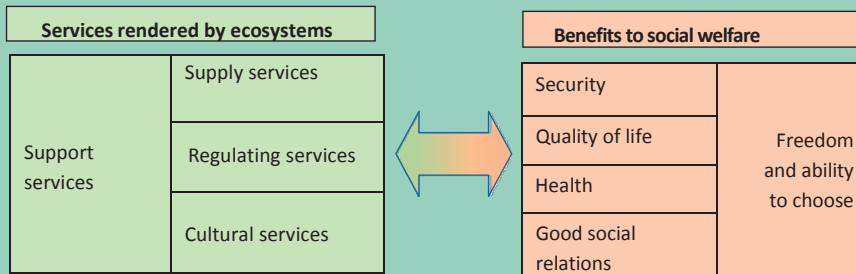 Services rendered by ecosystems
Support
services
Supply services
Regulating services
Cultural services
Benefits to social welfare
Security
Quality of life
Health
Good social
relations
Freedom
and ability
to choose